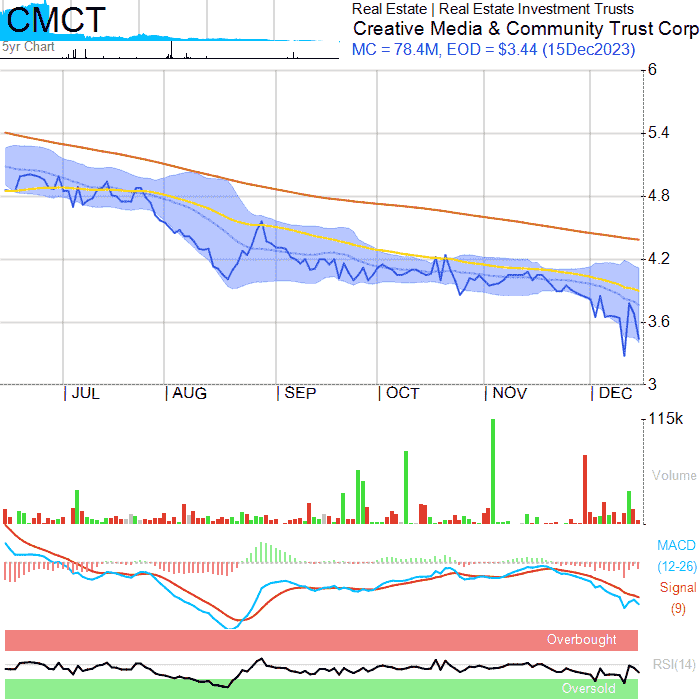 CMCT
5yr Chart
Real Estate | Real Estate Investment Trusts
Creative Media & Community Trust Corp
MC = 78.4M, EOD = $3.44 (15Dec2023)
6
5.4
4.8
4.2
3.6
3
JUL AUG SEP OCT NOV DEC
115k
Volume
MACD
(12-26)
Signal
(9)
Overbought
RSI(14)
Oversold